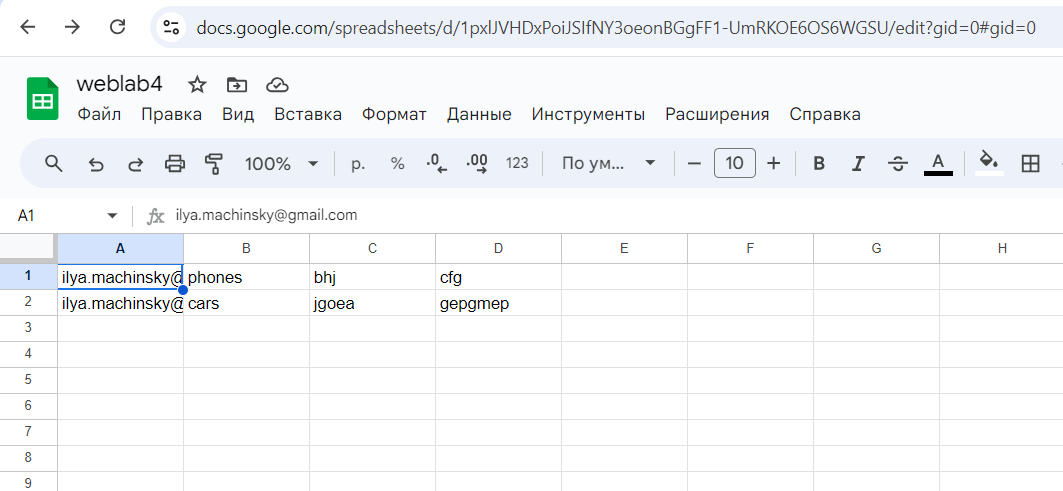 docs.google.com/spreadsheets/d/1pxlJVHDxPoiJSIfNY3oeonBGgFF1-UmRKOE6OS6WGSU/edit?gid=0#gid=0
weblab4
Файл Правка Вид Вставка Формат Данные Инструменты Расширения Справка
100% р. % .0 .00 123 По ум... 10 B I A
A1 fx ilya.machinsky@gmail.com
A B C D E F G H
1 ilya.machinsky@ phones bhj cfg
2 ilya.machinsky@ cars jgoea gepgmep
3
4
5
6
7
8
9